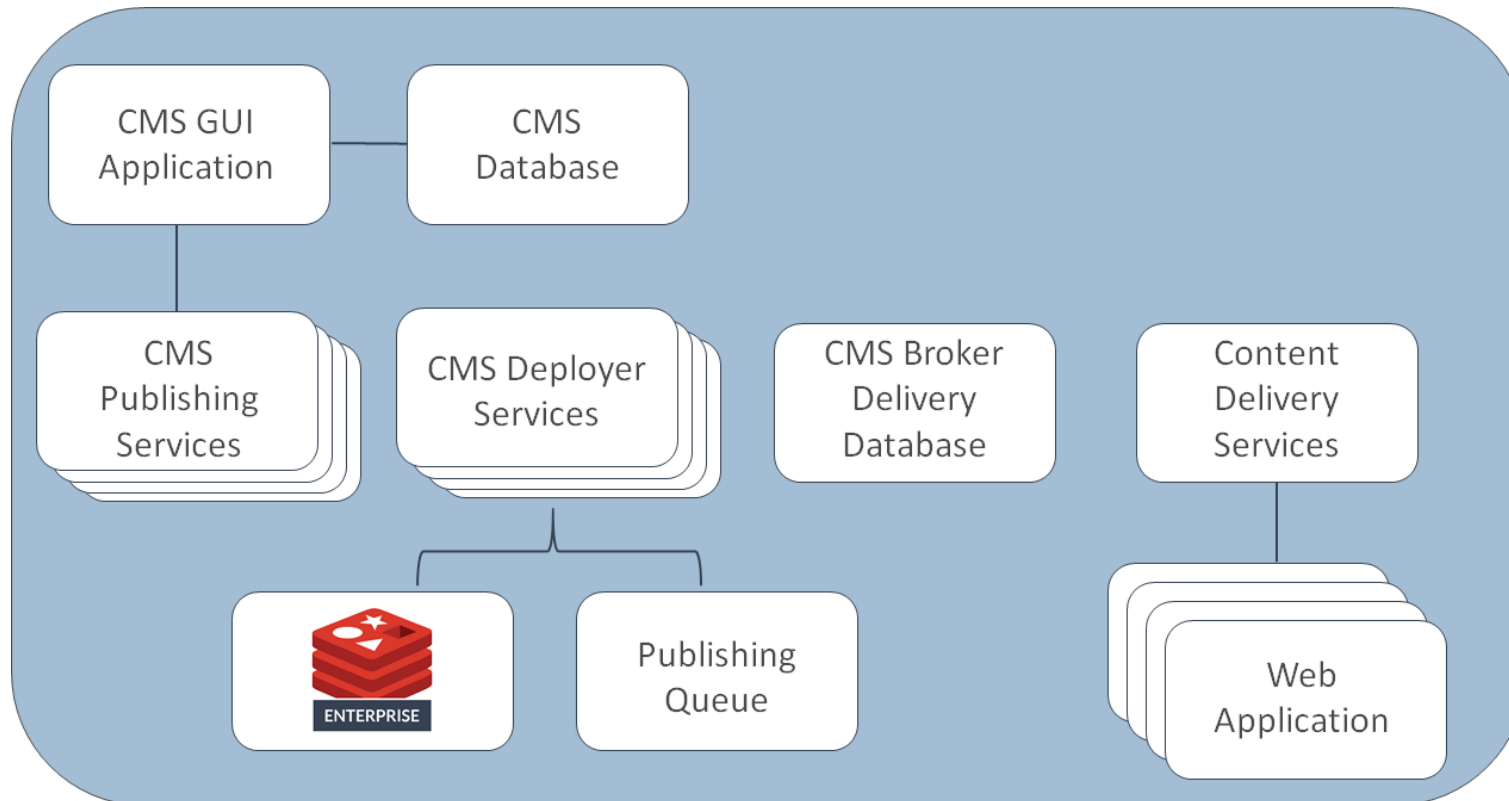 CMS GUI
Application
CMS
Database
CMS
Publishing
Services
CMS Deployer
Services
CMS Broker
Delivery
Database
Content
Delivery
Services
ENTERPRISE
Publishing
Queue
Web
Application